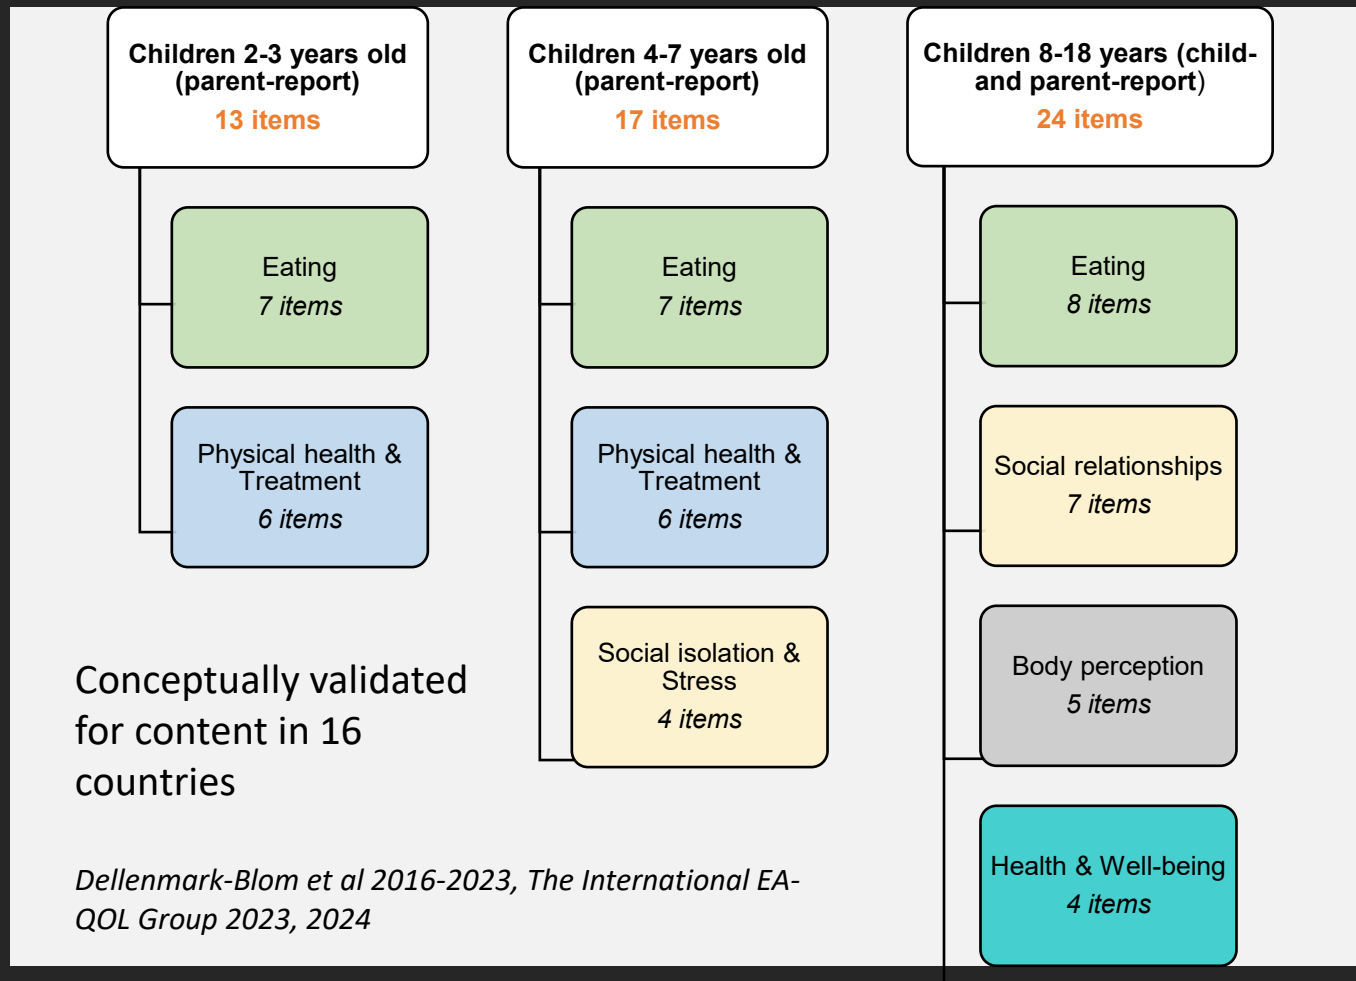 Children 2-3 years old
(parent-report)
13 items
Eating
7 items
Physical health &
Treatment
6 items
Children 4-7 years old
(parent-report)
17 items
Eating
7 items
Physical health &
Treatment
6 items
Social isolation &
Stress
4 items
Children 8-18 years (child-
and parent-report)
24 items
Eating
8 items
Social relationships
7 items
Body perception
5 items
Health & Well-being
4 items
Conceptually validated
for content in 16
countries
Dellenmark-Blom et al 2016-2023, The International EA-
QOL Group 2023, 2024